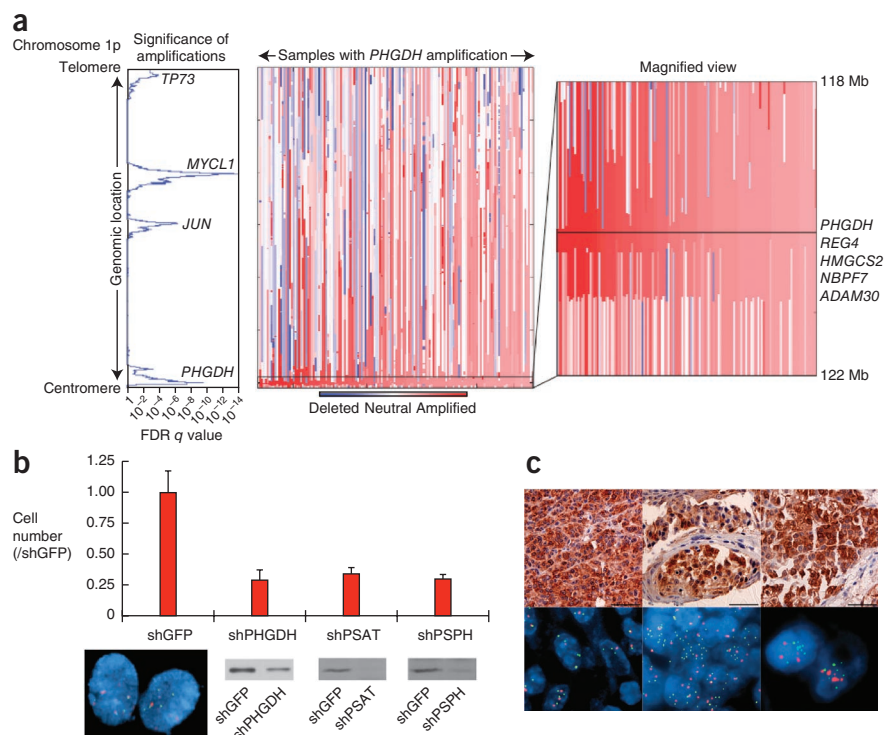 a
Chromosome 1p
Significance of
amplifications
Samples with PHGDH amplification
Magnified view
Telomere
TP73
MYCL1
JUN
PHGDH
Genomic location
Centromere
1
10−2
10−4
10−6
10−8
10−10
10−12
10−14
FDR q value
Deleted Neutral Amplified
118 Mb
PHGDH
REG4
HMGCS2
NBPF7
ADAM30
122 Mb
b
1.25
1.00
0.75
0.50
0.25
0
Cell
number
(/shGFP)
shGFP
shPHGDH
shPSAT
shPSPH
shGFP
shPHGDH
shGFP
shPSAT
shGFP
shPSPH
c